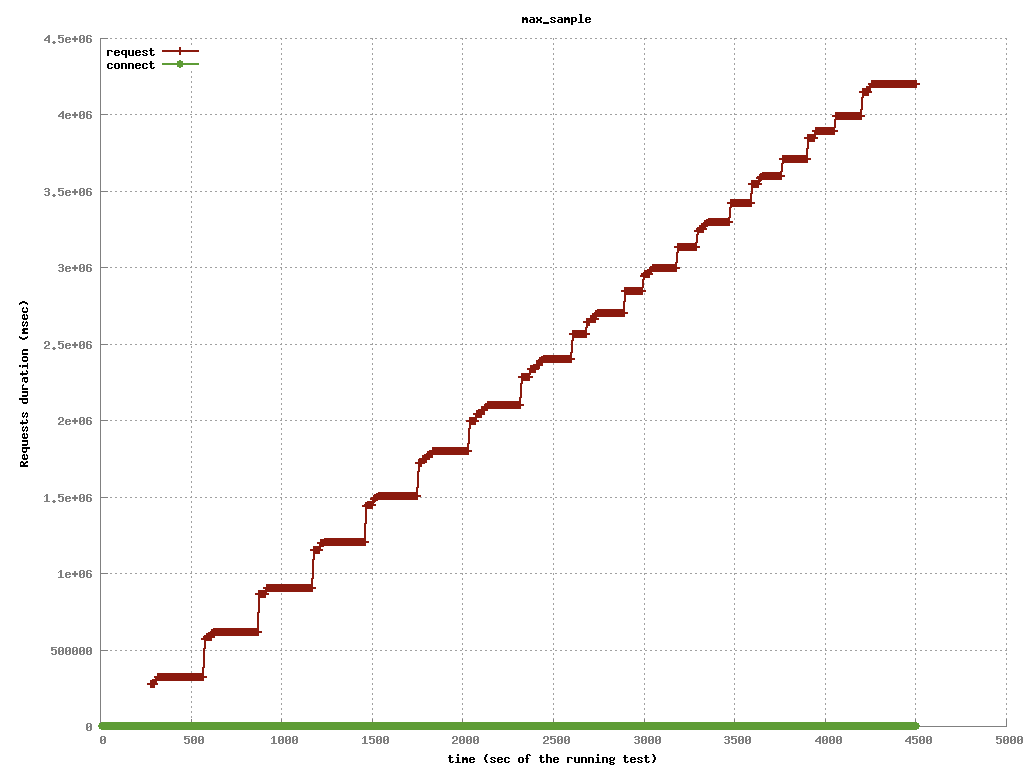 max_sample
4.5e+06
request
connect
4e+06
3.5e+06
3e+06
Requests duration (msec)
2.5e+06
2e+06
1.5e+06
1e+06
500000
0
0 500 1000 1500 2000 2500 3000 3500 4000 4500 5000
time (sec of the running test)